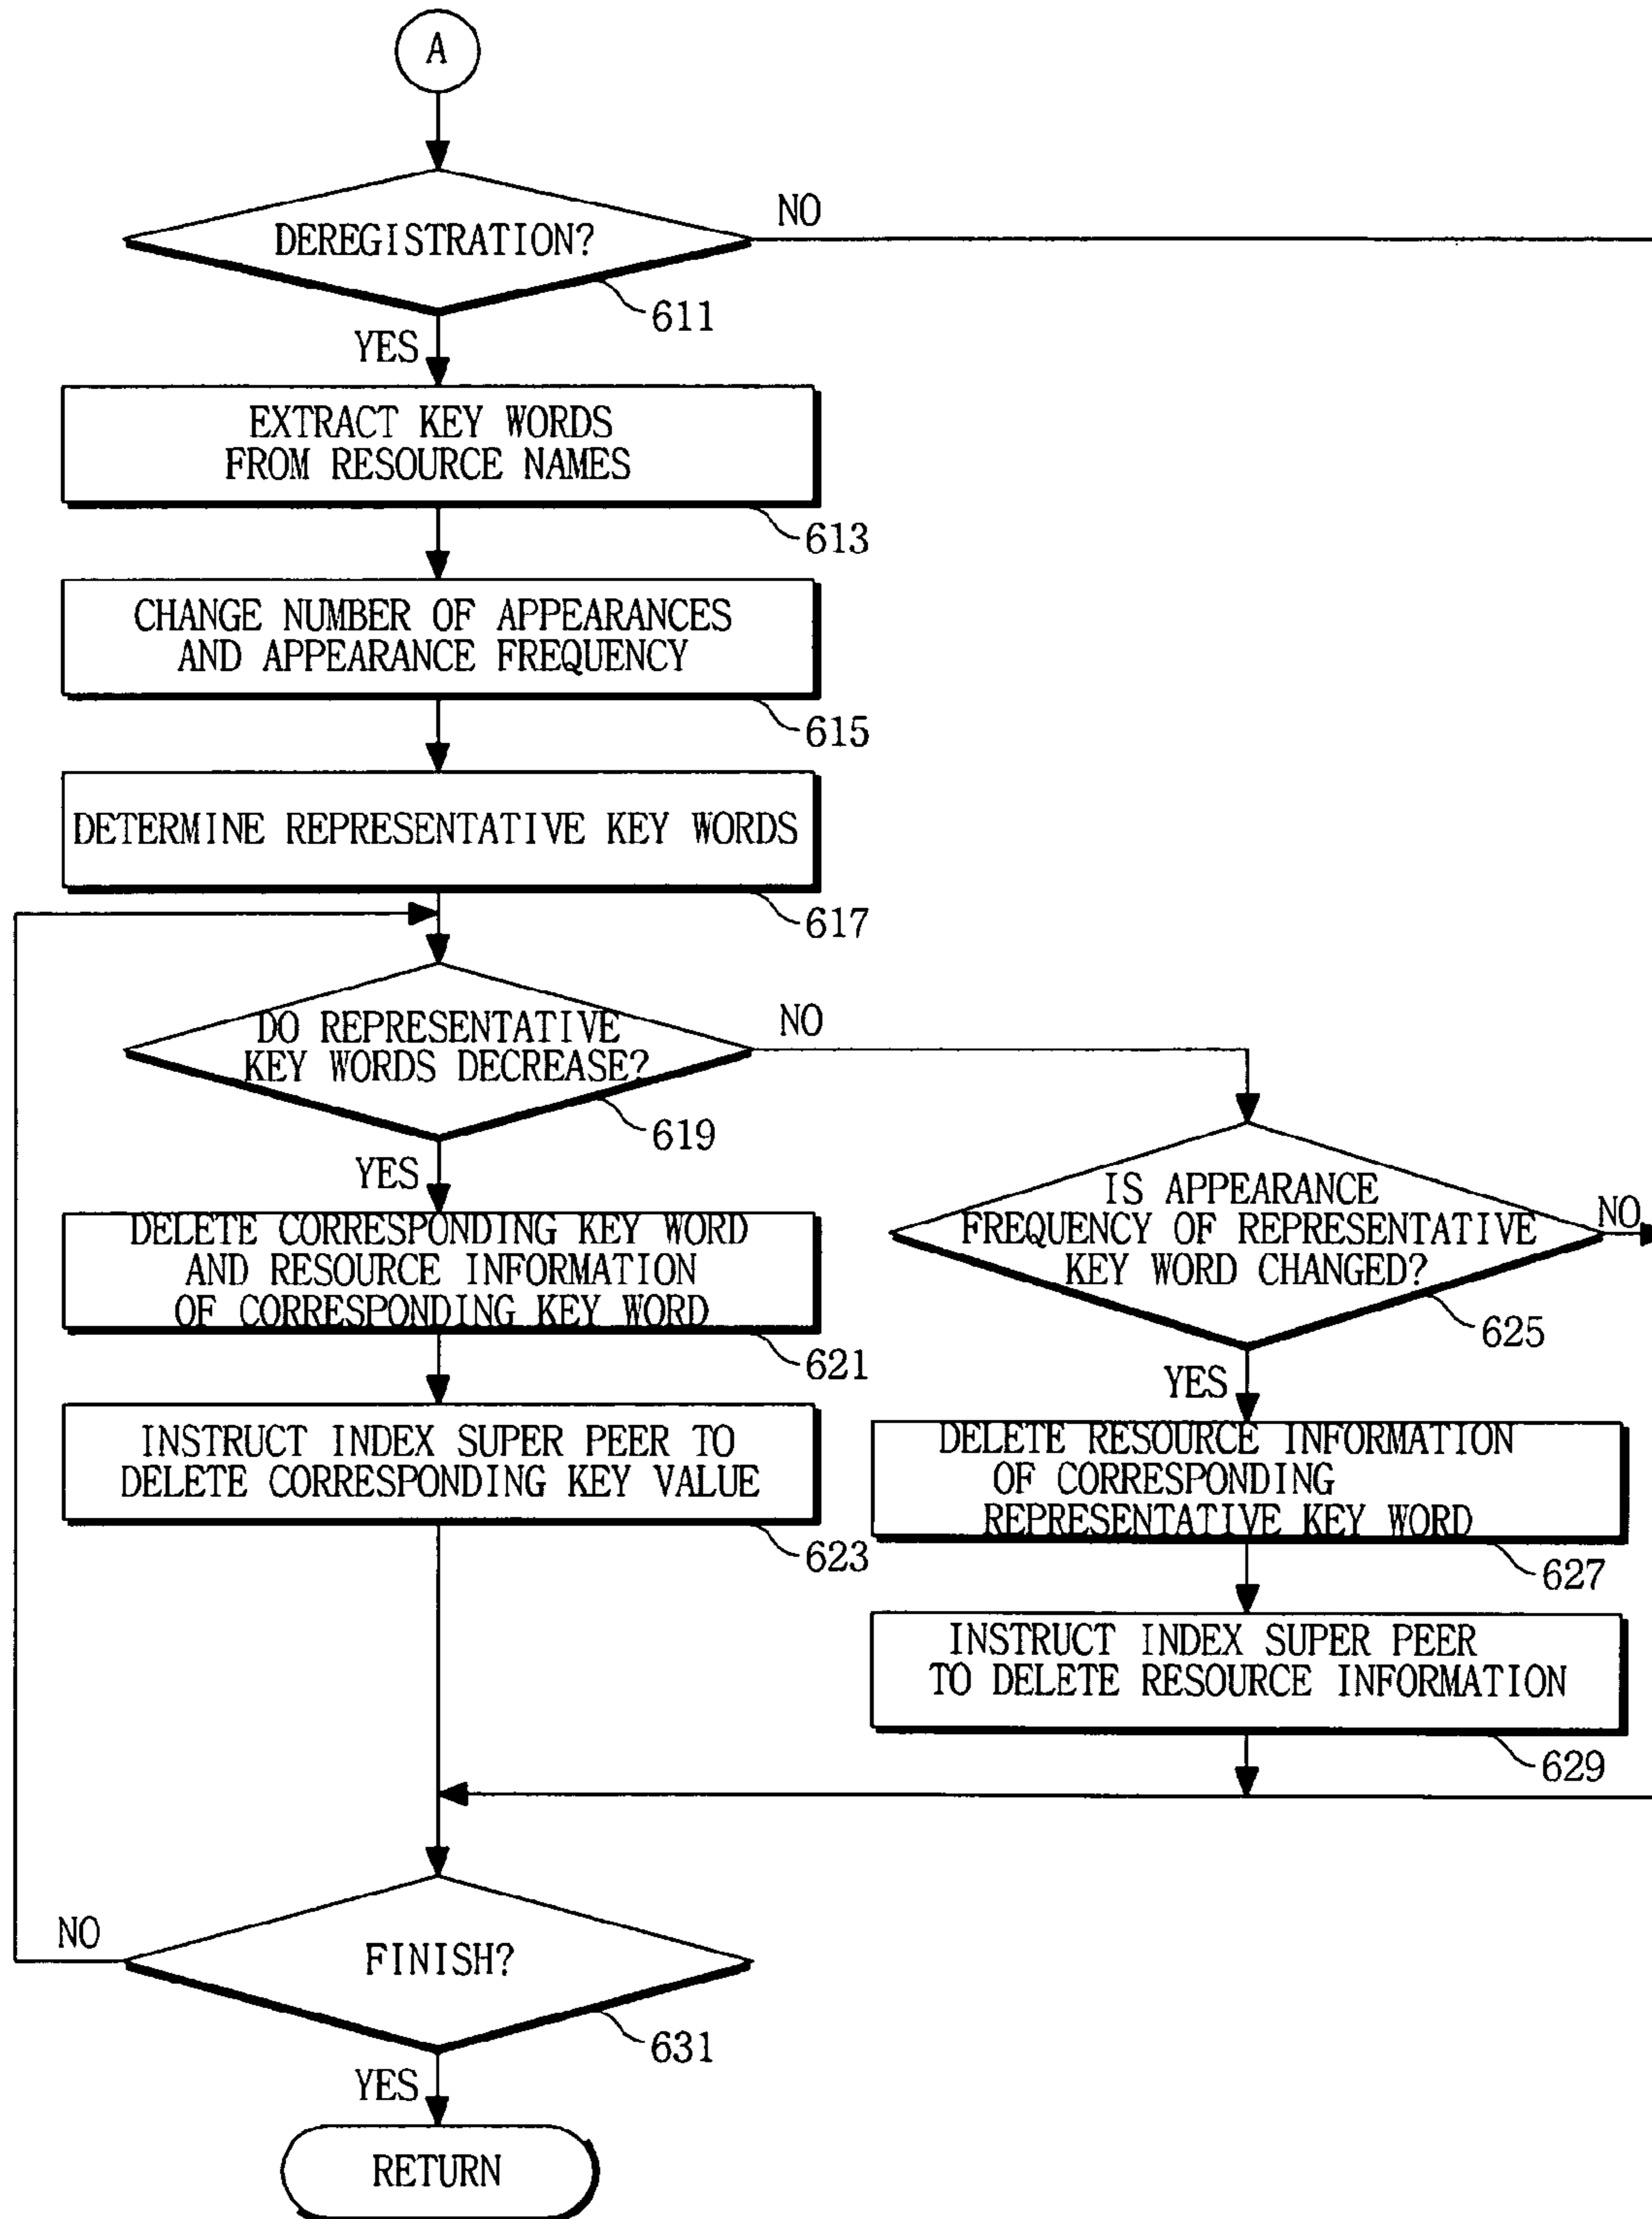 A
DEREGISTRATION?
NO
611
YES
EXTRACT KEY WORDS
FROM RESOURCE NAMES
613
CHANGE NUMBER OF APPEARANCES
AND APPEARANCE FREQUENCY
615
DETERMINE REPRESENTATIVE KEY WORDS
617
DO REPRESENTATIVE
KEY WORDS DECREASE?
NO
619
YES
DELETE CORRESPONDING KEY WORD
AND RESOURCE INFORMATION
OF CORRESPONDING KEY WORD
621
INSTRUCT INDEX SUPER PEER TO
DELETE CORRESPONDING KEY VALUE
623
IS APPEARANCE
FREQUENCY OF REPRESENTATIVE
KEY WORD CHANGED?
NO
625
YES
DELETE RESOURCE INFORMATION
OF CORRESPONDING
REPRESENTATIVE KEY WORD
627
INSTRUCT INDEX SUPER PEER
TO DELETE RESOURCE INFORMATION
629
FINISH?
NO
631
YES
RETURN